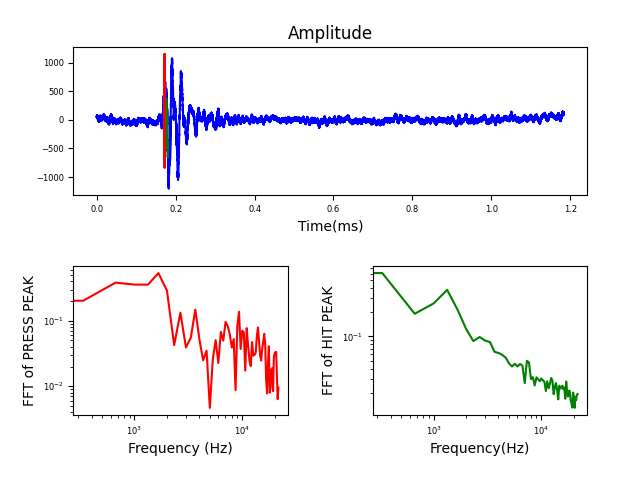 Amplitude
1000
500
0
−500
−1000
0.0 0.2 0.4 0.6 0.8 1.0 1.2
Time(ms)
FFT of PRESS PEAK
10⁻¹
10⁻²
10³ 10⁴
Frequency (Hz)
FFT of HIT PEAK
10⁻¹
10³ 10⁴
Frequency(Hz)